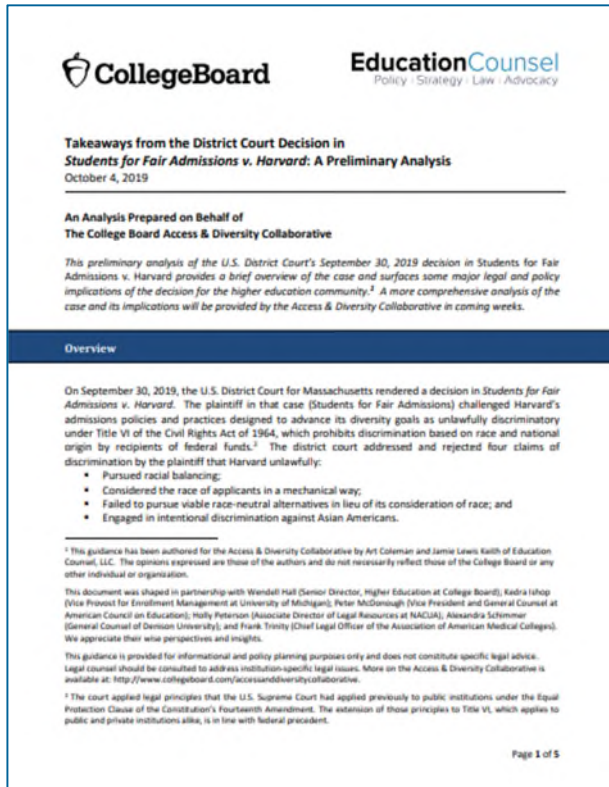 CollegeBoard
EducationCounsel
Policy | Strategy | Law | Advocacy
Takeaways from the District Court Decision in
Students for Fair Admissions v. Harvard: A Preliminary Analysis
October 4, 2019
An Analysis Prepared on Behalf of
The College Board Access & Diversity Collaborative
This preliminary analysis of the U.S. District Court's September 30, 2019 decision in Students for Fair
Admissions v. Harvard provides a brief overview of the case and surfaces some major legal and policy
implications of the decision for the higher education community.¹ A more comprehensive analysis of the
case and its implications will be provided by the Access & Diversity Collaborative in coming weeks.
Overview
On September 30, 2019, the U.S. District Court for Massachusetts rendered a decision in Students for Fair
Admissions v. Harvard. The plaintiff in that case (Students for Fair Admissions) challenged Harvard's
admissions policies and practices designed to advance its diversity goals as unlawfully discriminatory
under Title VI of the Civil Rights Act of 1964, which prohibits discrimination based on race and national
origin by recipients of federal funds.² The district court addressed and rejected four claims of
discrimination by the plaintiff that Harvard unlawfully:
▪ Pursued racial balancing;
▪ Considered the race of applicants in a mechanical way;
▪ Failed to pursue viable race-neutral alternatives in lieu of its consideration of race; and
▪ Engaged in intentional discrimination against Asian Americans.
¹ This guidance has been authored for the Access & Diversity Collaborative by Art Coleman and Jamie Lewis Keith of Education
Counsel, LLC. The opinions expressed are those of the authors and do not necessarily reflect those of the College Board or any
other individual or organization.
This document was shaped in partnership with Wendell Hall (Senior Director, Higher Education at College Board); Kedra Ishop
(Vice Provost for Enrollment Management at University of Michigan); Peter McDonough (Vice President and General Counsel at
American Council on Education); Holly Peterson (Associate Director of Legal Resources at NACUA); Alexandra Schimmer
(General Counsel of Denison University); and Frank Trinity (Chief Legal Officer of the Association of American Medical Colleges).
We appreciate their wise perspectives and insights.
This guidance is provided for informational and policy planning purposes only and does not constitute specific legal advice.
Legal counsel should be consulted to address institution-specific legal issues. More on the Access & Diversity Collaborative is
available at: http://www.collegeboard.com/accessanddiversitycollaborative.
² The court applied legal principles that the U.S. Supreme Court had applied previously to public institutions under the Equal
Protection Clause of the Constitution's Fourteenth Amendment. The extension of those principles to Title VI, which applies to
public and private institutions alike, is in line with federal precedent.
Page 1 of 5